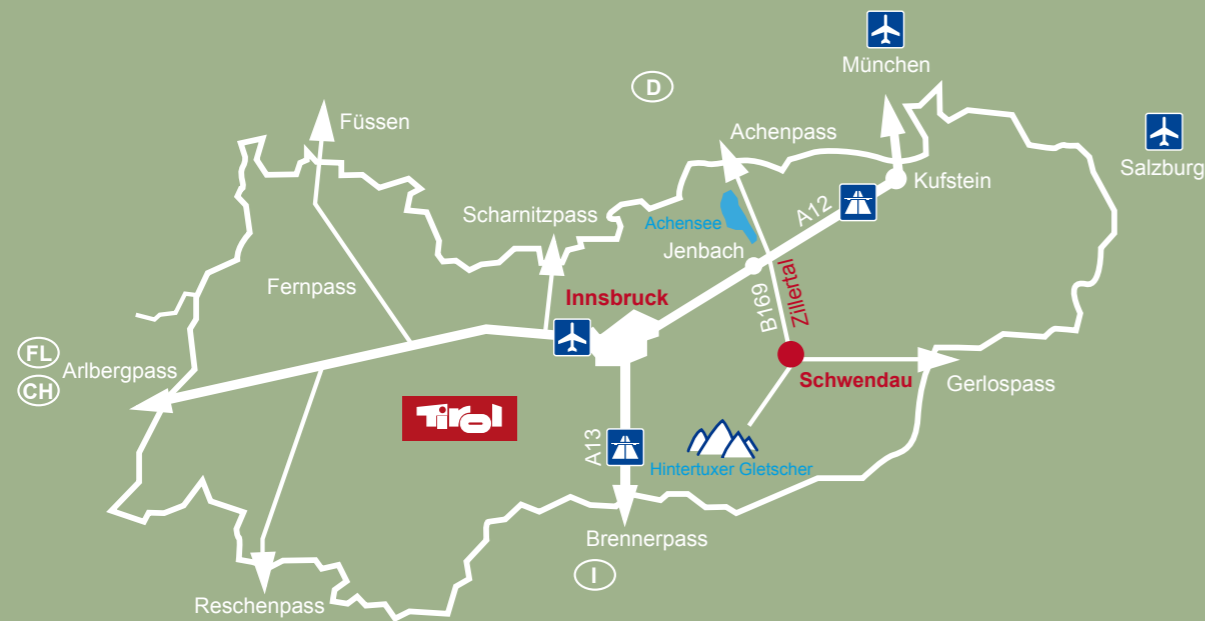 München
D
Füssen
Achenpass
Salzburg
Kufstein
A12
Scharnitzpass
Achensee
Jenbach
Zillertal
B169
Fernpass
Innsbruck
FL
Arlbergpass
CH
Schwendau
Gerlospass
Tirol
A13
Hintertuxer Gletscher
Brennerpass
I
Reschenpass